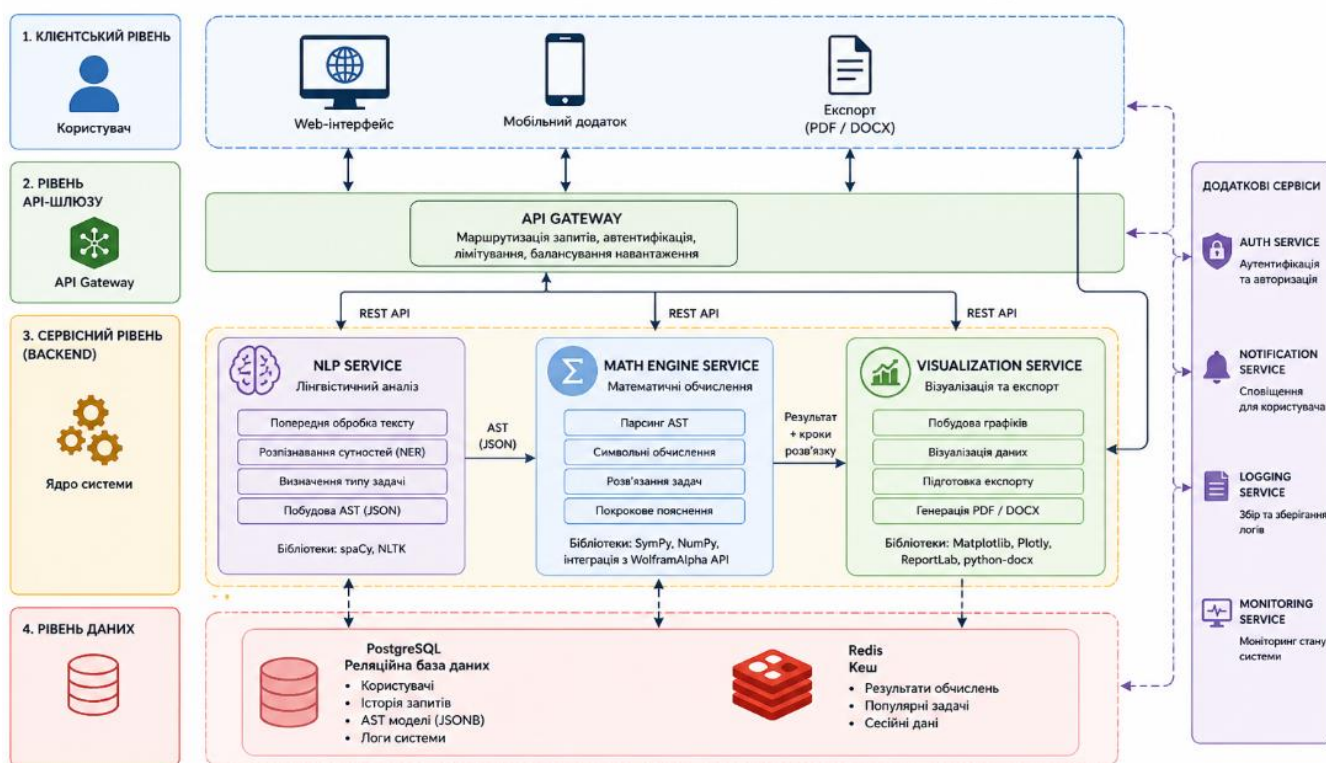 1. КЛІЄНТСЬКИЙ РІВЕНЬ
Користувач
Web-інтерфейс
Мобільний додаток
Експорт
(PDF / DOCX)
2. РІВЕНЬ
АРІ-ШЛЮЗУ
API Gateway
API GATEWAY
Маршрутизація запитів, автентифікація,
лімітування, балансування навантаження
REST API
REST API
REST API
3. СЕРВІСНИЙ РІВЕНЬ
(BACKEND)
Ядро системи
NLP SERVICE
Лінгвістичний аналіз
Попередня обробка тексту
Розпізнавання сутностей (NER)
Визначення типу задачі
Побудова AST (JSON)
Бібліотеки: spaCy, NLTK
AST
(JSON)
MATH ENGINE SERVICE
Математичні обчислення
Парсинг AST
Символьні обчислення
Розв'язання задач
Покрокове пояснення
Бібліотеки: SymPy, NumPy,
інтеграція з WolframAlpha API
Результат
+ кроки
розв'язку
VISUALIZATION SERVICE
Візуалізація та експорт
Побудова графіків
Візуалізація даних
Підготовка експорту
Генерація PDF / DOCX
Бібліотеки: Matplotlib, Plotly,
ReportLab, python-docx
4. РІВЕНЬ ДАНИХ
PostgreSQL
Реляційна база даних
• Користувачі
• Історія запитів
• AST моделі (JSONB)
• Логи системи
Redis
Кеш
• Результати обчислень
• Популярні задачі
• Сесійні дані
ДОДАТКОВІ СЕРВІСИ
AUTH SERVICE
Аутентифікація
та авторизація
NOTIFICATION
SERVICE
Сповіщення
для користувача
LOGGING
SERVICE
Збір та зберігання
логів
MONITORING
SERVICE
Моніторинг стану
системи